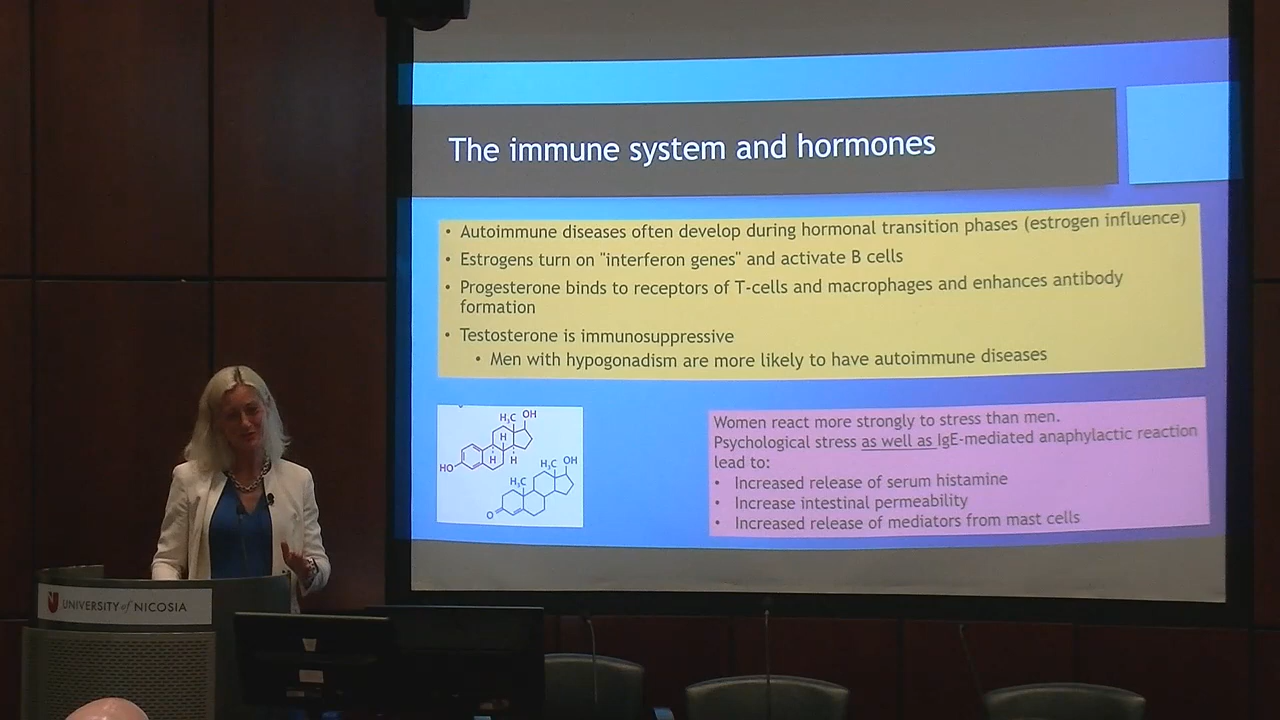 The immune system and hormones
• Autoimmune diseases often develop during hormonal transition phases (estrogen influence)
• Estrogens turn on "interferon genes" and activate B cells
• Progesterone binds to receptors of T-cells and macrophages and enhances antibody
formation
• Testosterone is immunosuppressive
• Men with hypogonadism are more likely to have autoimmune diseases
H₃C OH
H
H H
HO
H₃C OH
H₃C
O
Women react more strongly to stress than men.
Psychological stress as well as IgE-mediated anaphylactic reaction
lead to:
• Increased release of serum histamine
• Increase intestinal permeability
• Increased release of mediators from mast cells
UNIVERSITY of NICOSIA